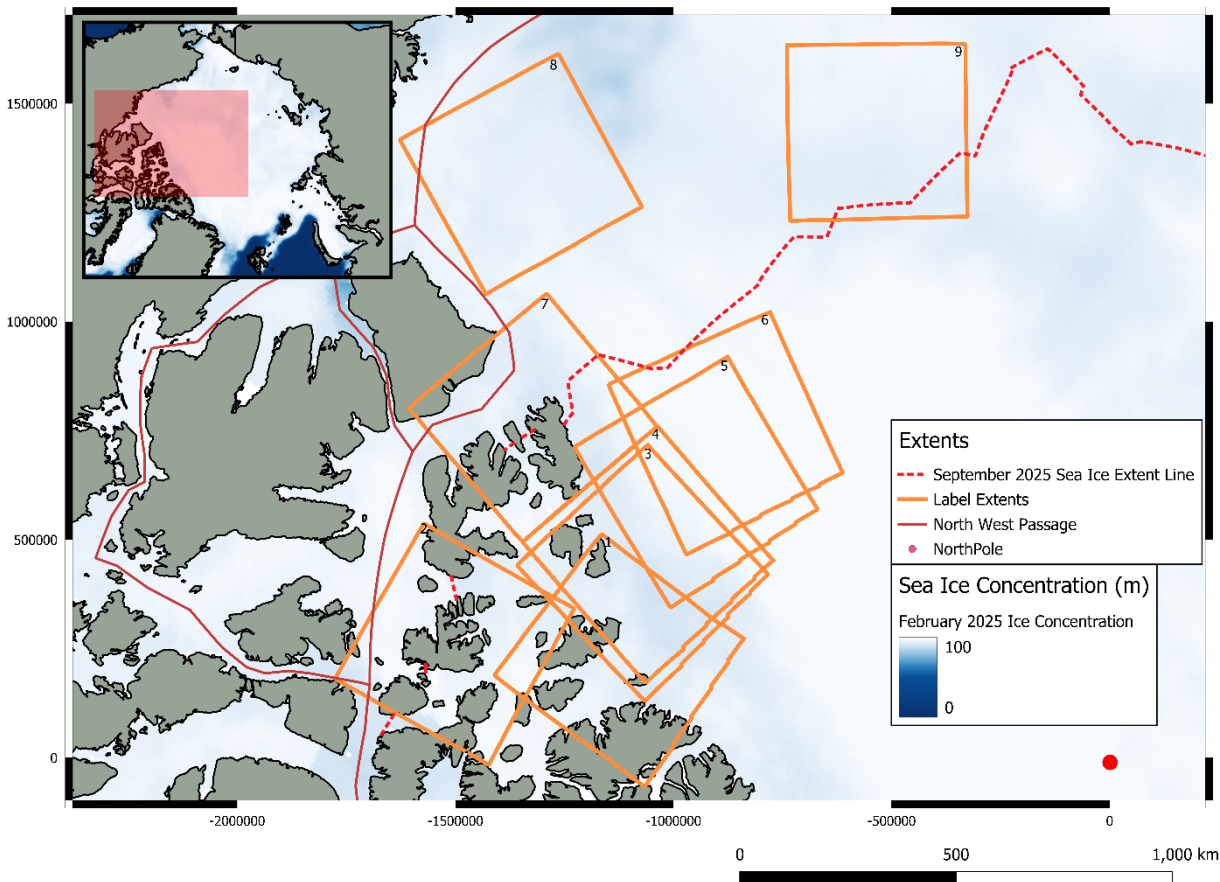 8
9
1500000
7
6
1000000
5
4
3
Extents
September 2025 Sea Ice Extent Line
Label Extents
North West Passage
NorthPole
2
1
500000
Sea Ice Concentration (m)
February 2025 Ice Concentration
100
0
0
-2000000
-1500000
-1000000
-500000
0
0
500
1,000 km